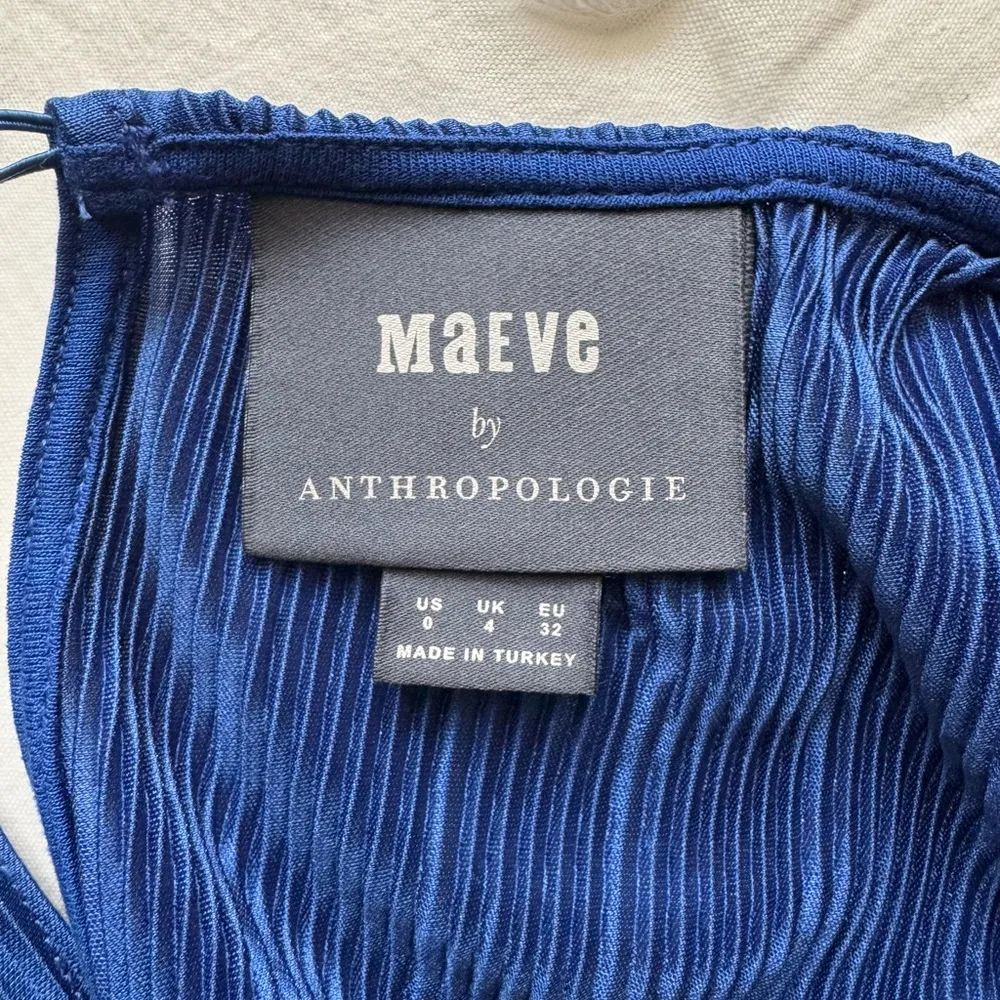 MaEVe
by
ANTHROPOLOGIE
US UK EU
0 4 32
MADE IN TURKEY